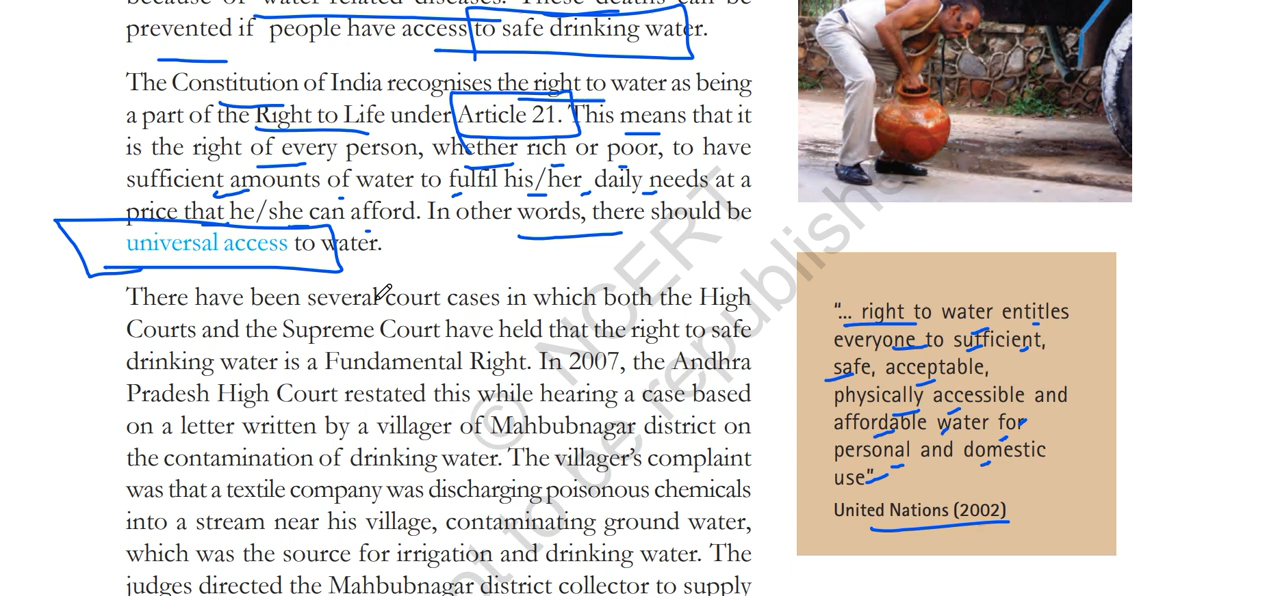 prevented if people have access to safe drinking water.
The Constitution of India recognises the right to water as being
a part of the Right to Life under Article 21. This means that it
is the right of every person, whether rich or poor, to have
sufficient amounts of water to fulfil his/her daily needs at a
price that he/she can afford. In other words, there should be
universal access to water.
There have been several court cases in which both the High
Courts and the Supreme Court have held that the right to safe
drinking water is a Fundamental Right. In 2007, the Andhra
Pradesh High Court restated this while hearing a case based
on a letter written by a villager of Mahbubnagar district on
the contamination of drinking water. The villager's complaint
was that a textile company was discharging poisonous chemicals
into a stream near his village, contaminating ground water,
which was the source for irrigation and drinking water. The
judges directed the Mahbubnagar district collector to supply
"... right to water entitles
everyone to sufficient,
safe, acceptable,
physically accessible and
affordable water for
personal and domestic
use"
United Nations (2002)
© NCERT
not to be republished